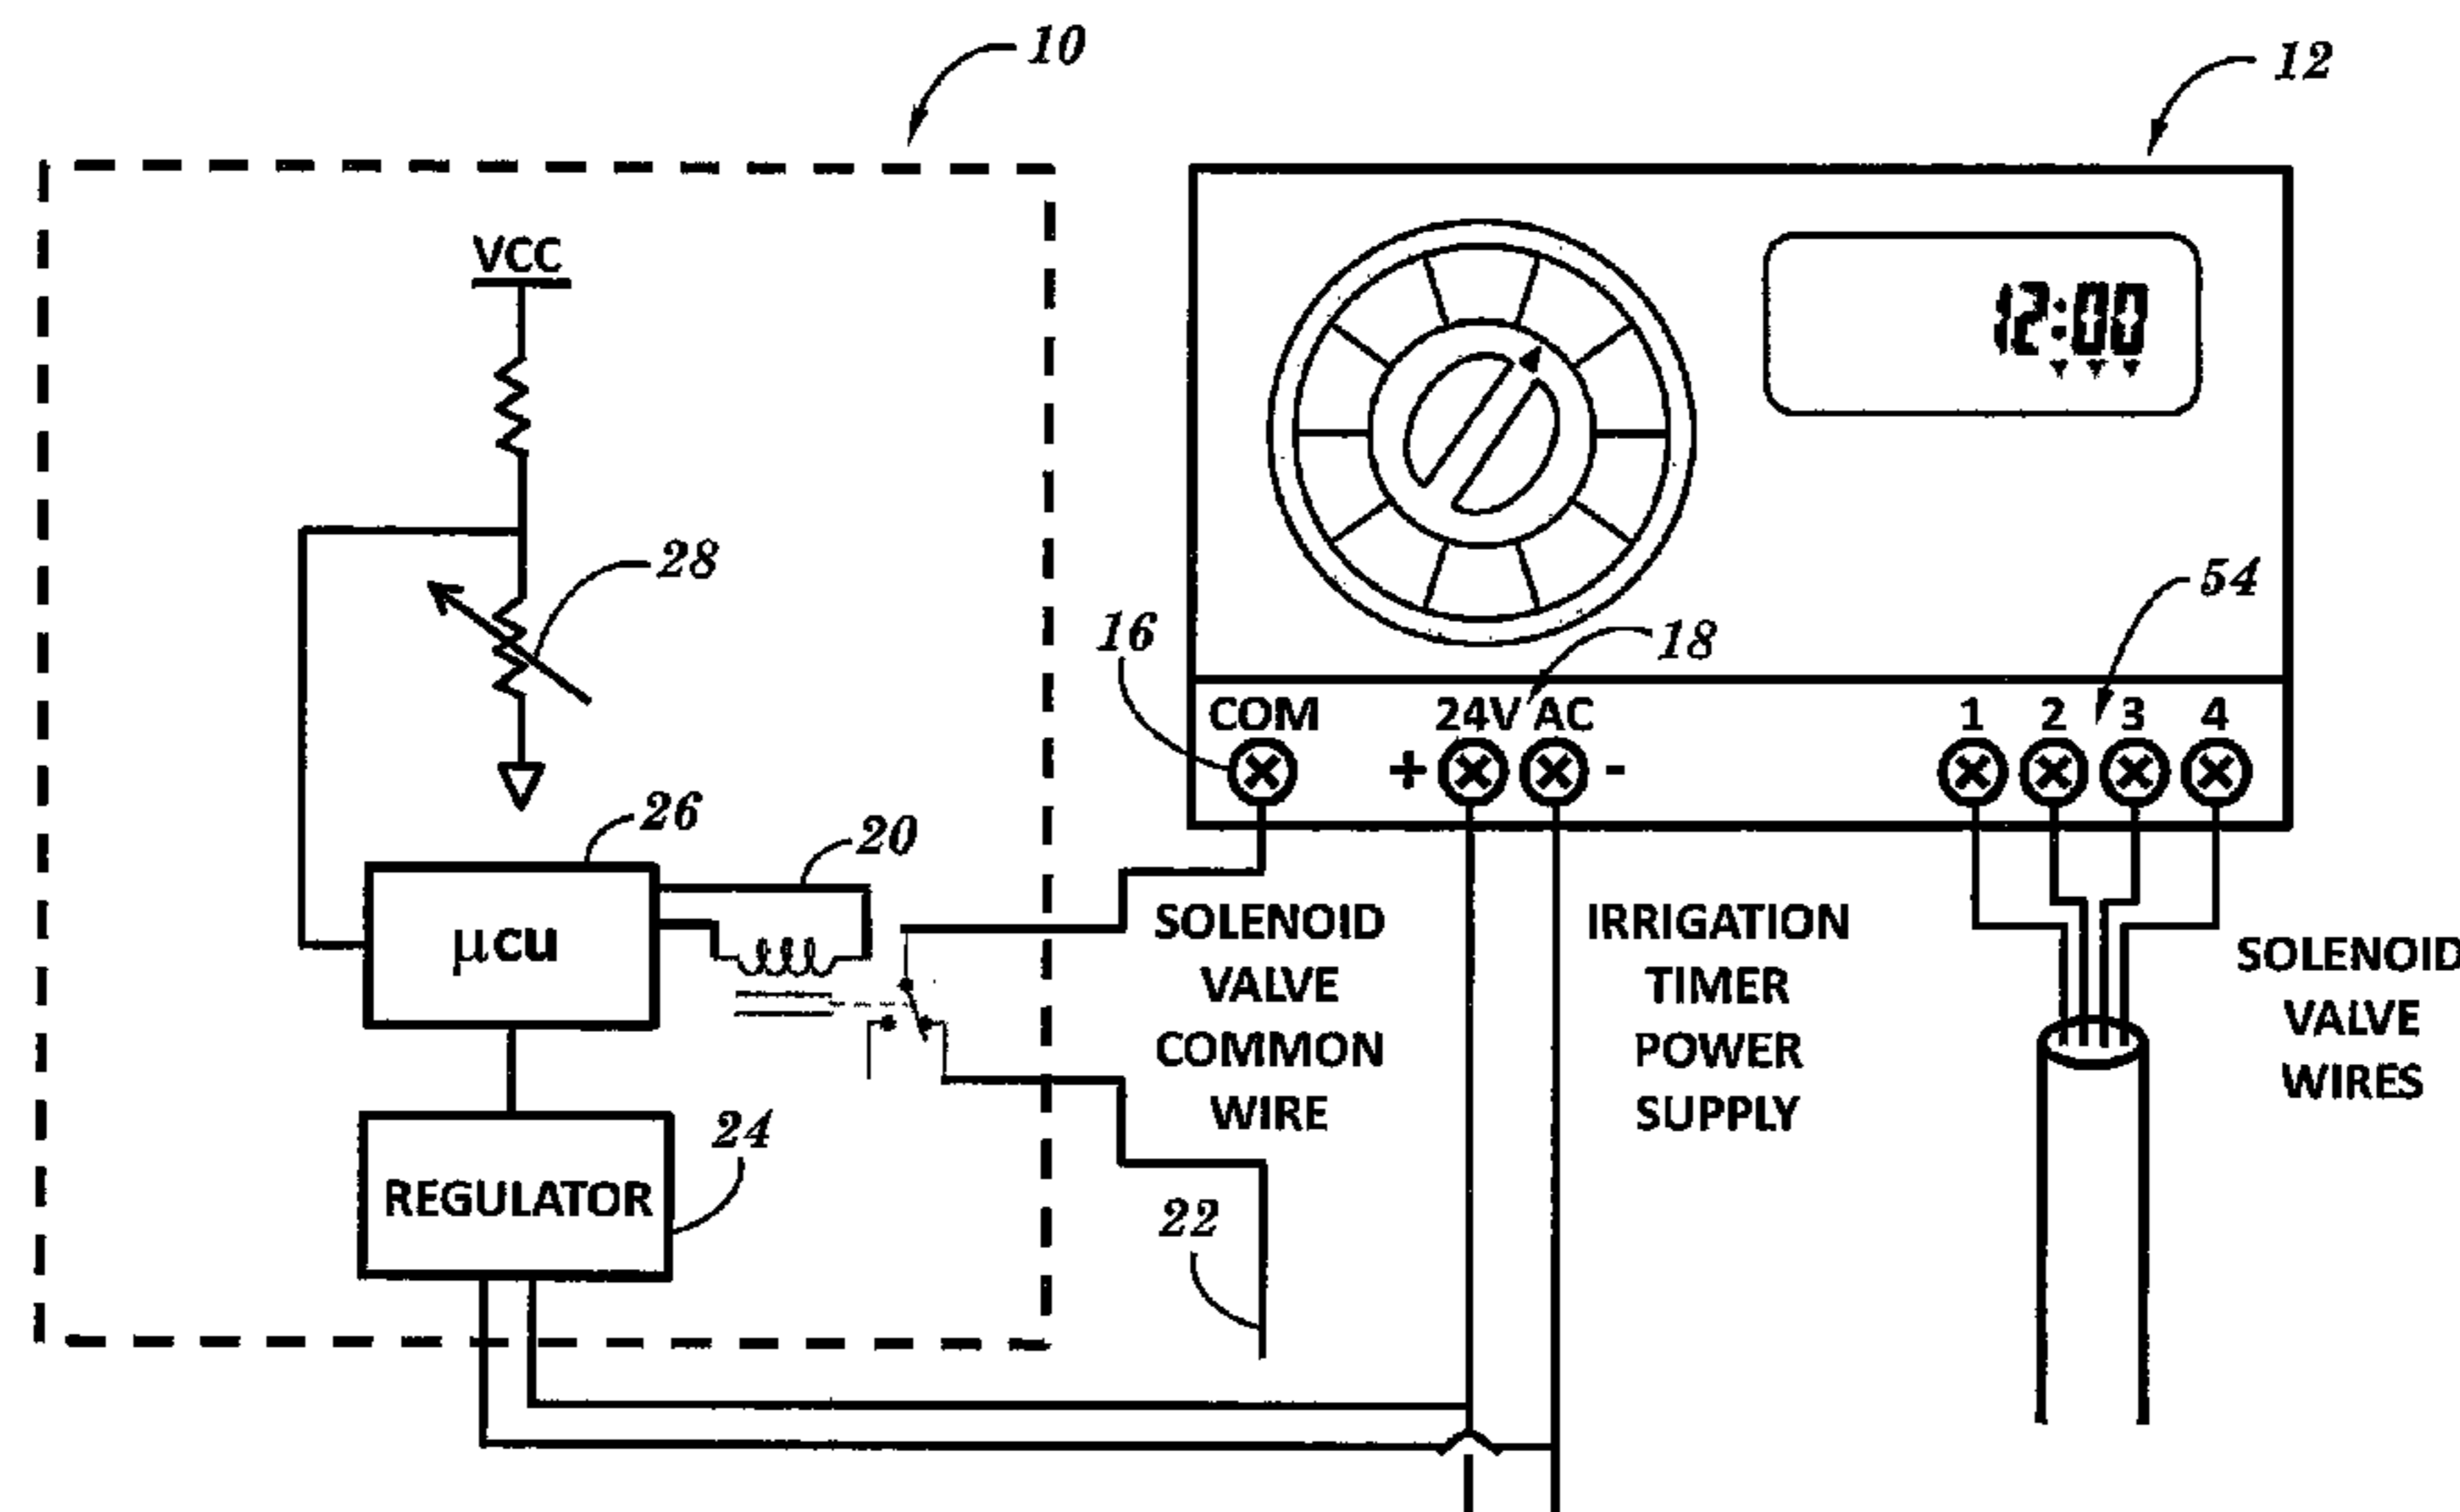 10
12
VCC
12:00
28
54
16
18
COM
24V AC
1 2 3 4
+ -
26
20
μcu
SOLENOID
VALVE
COMMON
WIRE
IRRIGATION
TIMER
POWER
SUPPLY
SOLENOID
VALVE
WIRES
24
REGULATOR
22